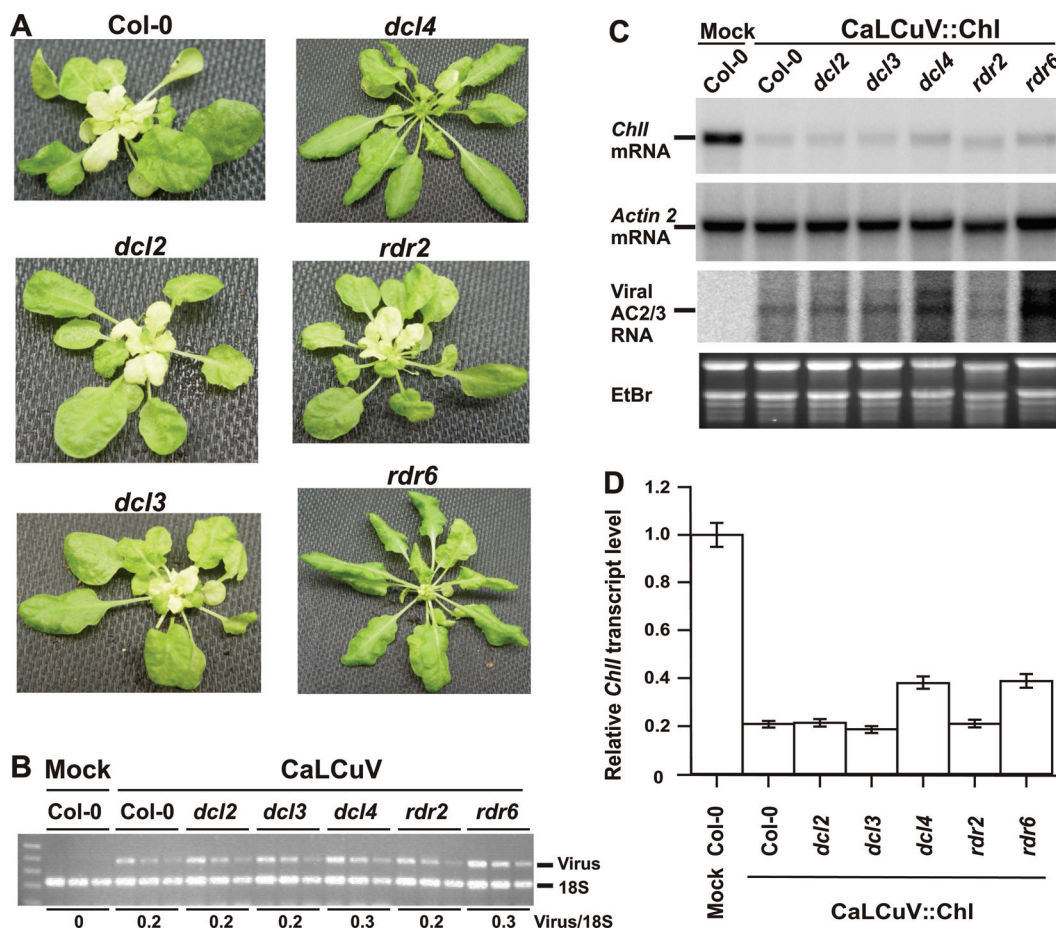 A
Col-0
dcl4
dcl2
rdr2
dcl3
rdr6
B
Mock
CaLCuV
Col-0 Col-0 dcl2 dcl3 dcl4 rdr2 rdr6
Virus
18S
0 0.2 0.2 0.2 0.3 0.2 0.3 Virus/18S
C
Mock CaLCuV::Chl
Col-0 Col-0 dcl2 dcl3 dcl4 rdr2 rdr6
ChlI
mRNA
Actin 2
mRNA
Viral
AC2/3
RNA
EtBr
D
Relative ChlI transcript level
1.2
1.0
0.8
0.6
0.4
0.2
0
Mock Col-0 Col-0 dcl2 dcl3 dcl4 rdr2 rdr6
CaLCuV::Chl